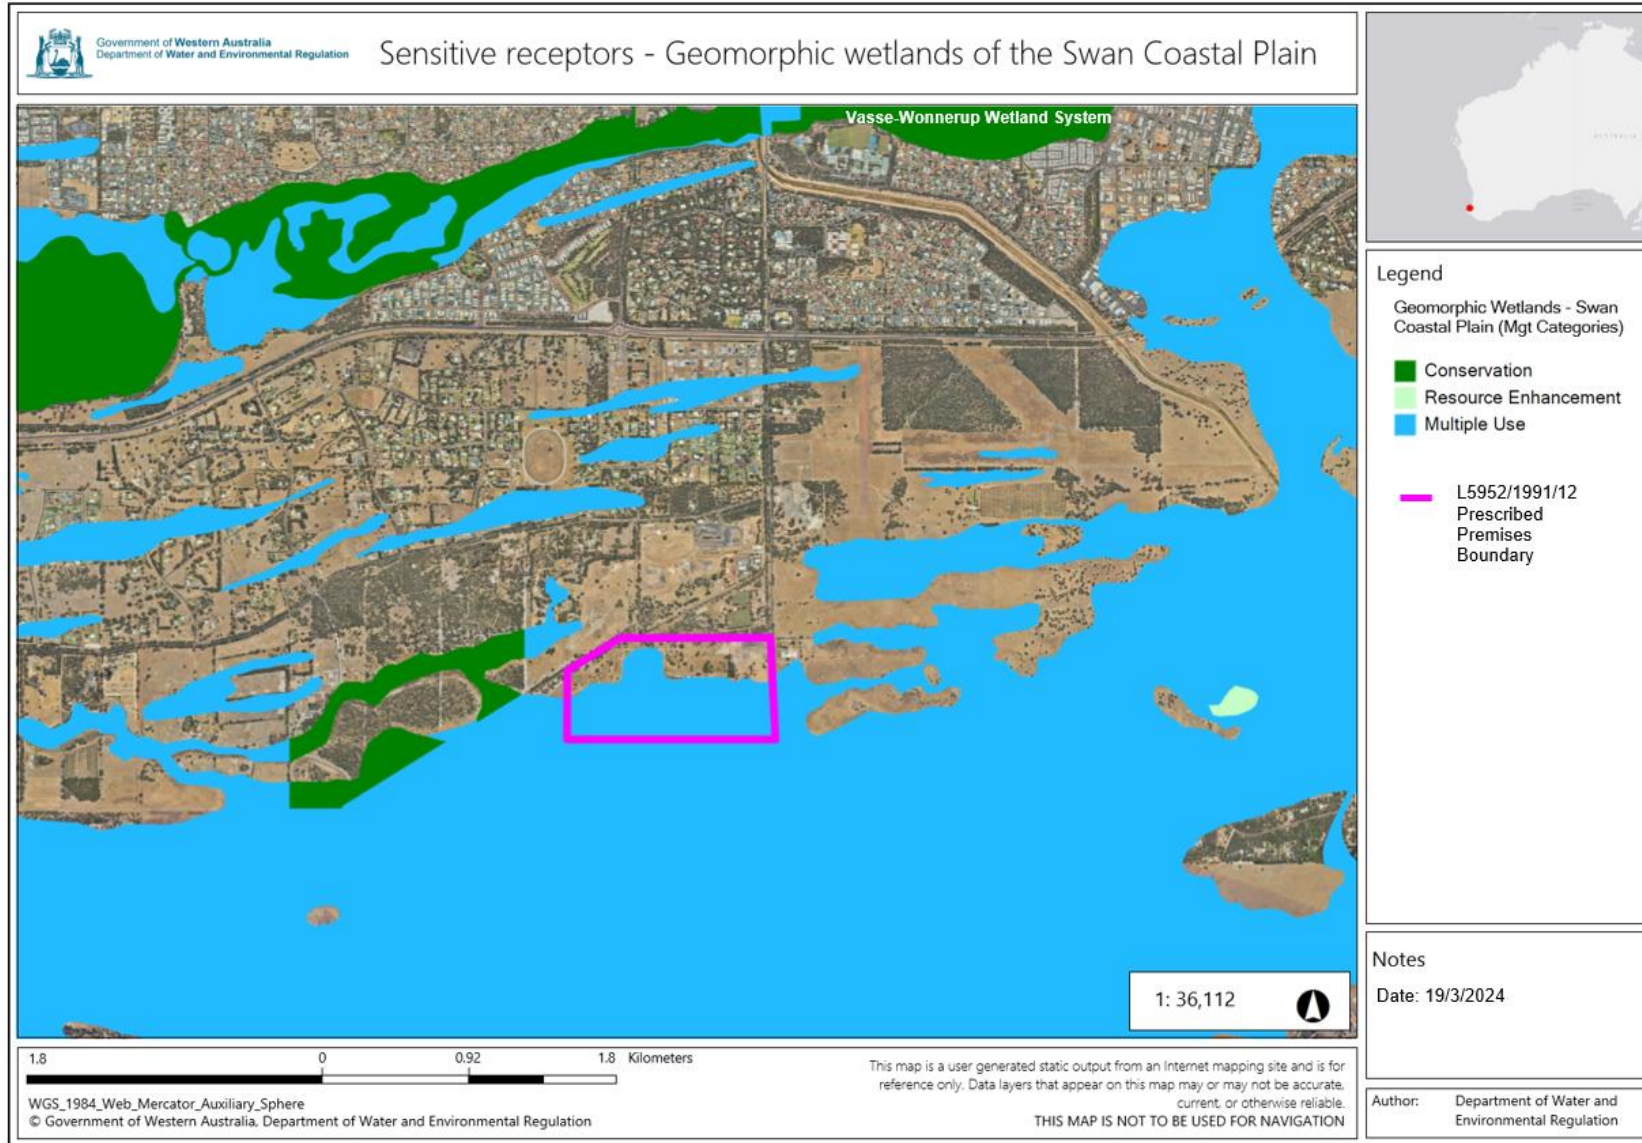 Government of Western Australia
Department of Water and Environmental Regulation
Sensitive receptors - Geomorphic wetlands of the Swan Coastal Plain
Vasse-Wonnerup Wetland System
Legend
Geomorphic Wetlands - Swan
Coastal Plain (Mgt Categories)
Conservation
Resource Enhancement
Multiple Use
L5952/1991/12
Prescribed
Premises
Boundary
1: 36,112
Notes
Date: 19/3/2024
1.8 0 0.92 1.8 Kilometers
WGS_1984_Web_Mercator_Auxiliary_Sphere
© Government of Western Australia, Department of Water and Environmental Regulation
This map is a user generated static output from an Internet mapping site and is for
reference only. Data layers that appear on this map may or may not be accurate,
current, or otherwise reliable.
THIS MAP IS NOT TO BE USED FOR NAVIGATION
Author: Department of Water and
Environmental Regulation